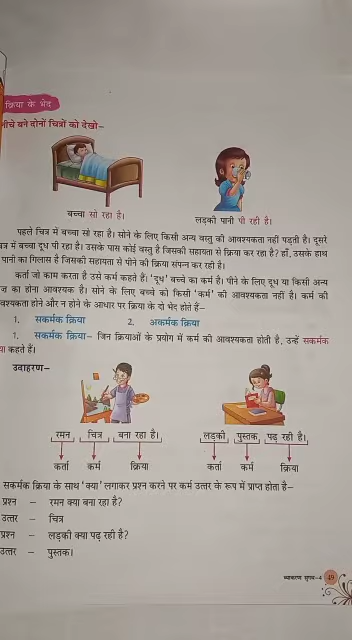 क्रिया के भेद
नीचे बने दोनों चित्रों को देखो–
बच्चा सो रहा है। लड़की पानी पी रही है।
पहले चित्र में बच्चा सो रहा है। सोने के लिए किसी अन्य वस्तु की आवश्यकता नहीं पड़ती है। दूसरे
में बच्चा दूध पी रहा है। उसके पास कोई वस्तु है जिसकी सहायता से क्रिया कर रहा है? हाँ, उसके हाथ
पानी का गिलास है जिसकी सहायता से पीने की क्रिया संपन्न कर रही है।
कर्ता जो काम करता है उसे कर्म कहते हैं। 'दूध' बच्चे का कर्म है। पीने के लिए दूध या किसी अन्य
का होना आवश्यक है। सोने के लिए बच्चे को किसी 'कर्म' की आवश्यकता नहीं है। कर्म की
वश्यकता होने और न होने के आधार पर क्रिया के दो भेद होते हैं–
1. सकर्मक क्रिया 2. अकर्मक क्रिया
1. सकर्मक क्रिया– जिन क्रियाओं के प्रयोग में कर्म की आवश्यकता होती है, उन्हें सकर्मक
या कहते हैं।
उदाहरण–
रमन चित्र बना रहा है। लड़की पुस्तक पढ़ रही है।
कर्ता कर्म क्रिया कर्ता कर्म क्रिया
सकर्मक क्रिया के साथ 'क्या' लगाकर प्रश्न करने पर कर्म उत्तर के रूप में प्राप्त होता है–
प्रश्न – रमन क्या बना रहा है?
उत्तर – चित्र
प्रश्न – लड़की क्या पढ़ रही है?
उत्तर – पुस्तक।
व्याकरण सुमन–4 49